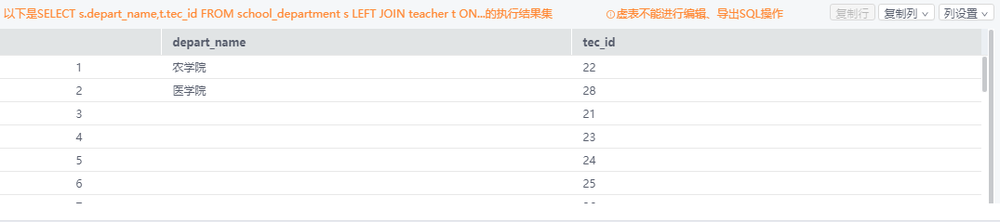 以下是SELECT s.depart_name,t.tec_id FROM school_department s LEFT JOIN teacher t ON...的执行结果集 虚表不能进行编辑、导出SQL操作 复制行 复制列 列设置
depart_name tec_id
1 农学院 22
2 医学院 28
3 21
4 23
5 24
6 25